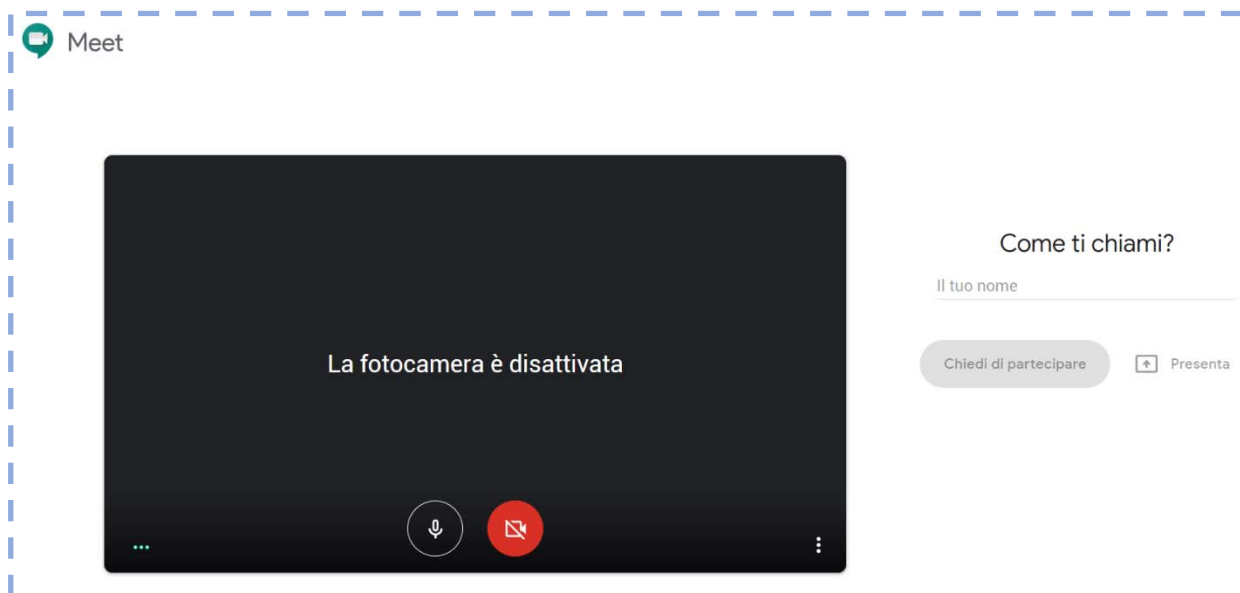 Meet
Come ti chiami?
Il tuo nome
La fotocamera è disattivata
Chiedi di partecipare
Presenta